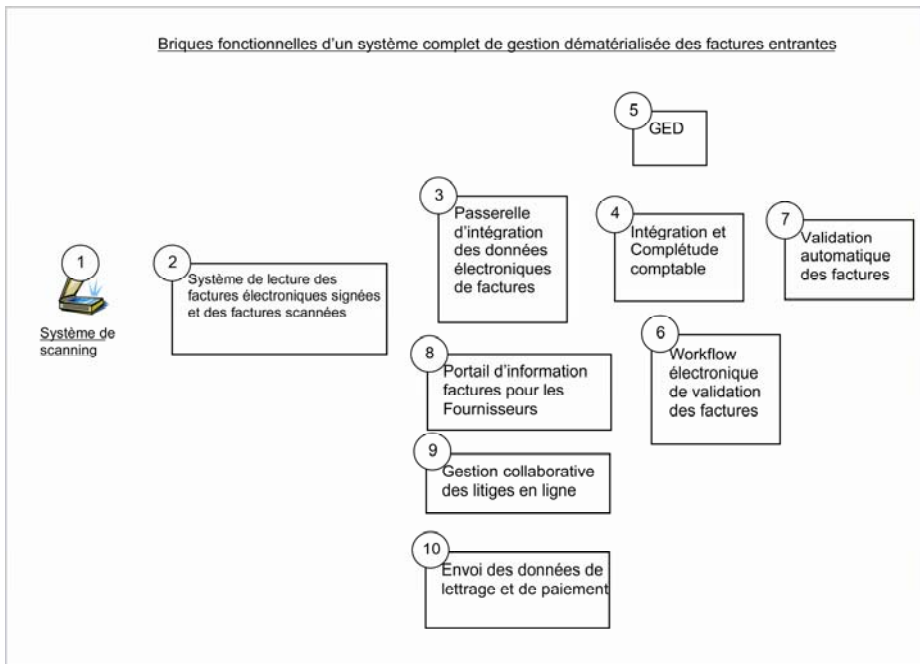 Briques fonctionnelles d'un système complet de gestion dématérialisée des factures entrantes
1
Système de
scanning
2
Système de lecture des
factures électroniques signées
et des factures scannées
3
Passerelle
d'intégration
des données
électroniques
de factures
4
Intégration et
Complétude
comptable
5
GED
6
Workflow
électronique
de validation
des factures
7
Validation
automatique
des factures
8
Portail d'information
factures pour les
Fournisseurs
9
Gestion collaborative
des litiges en ligne
10
Envoi des données de
lettrage et de paiement